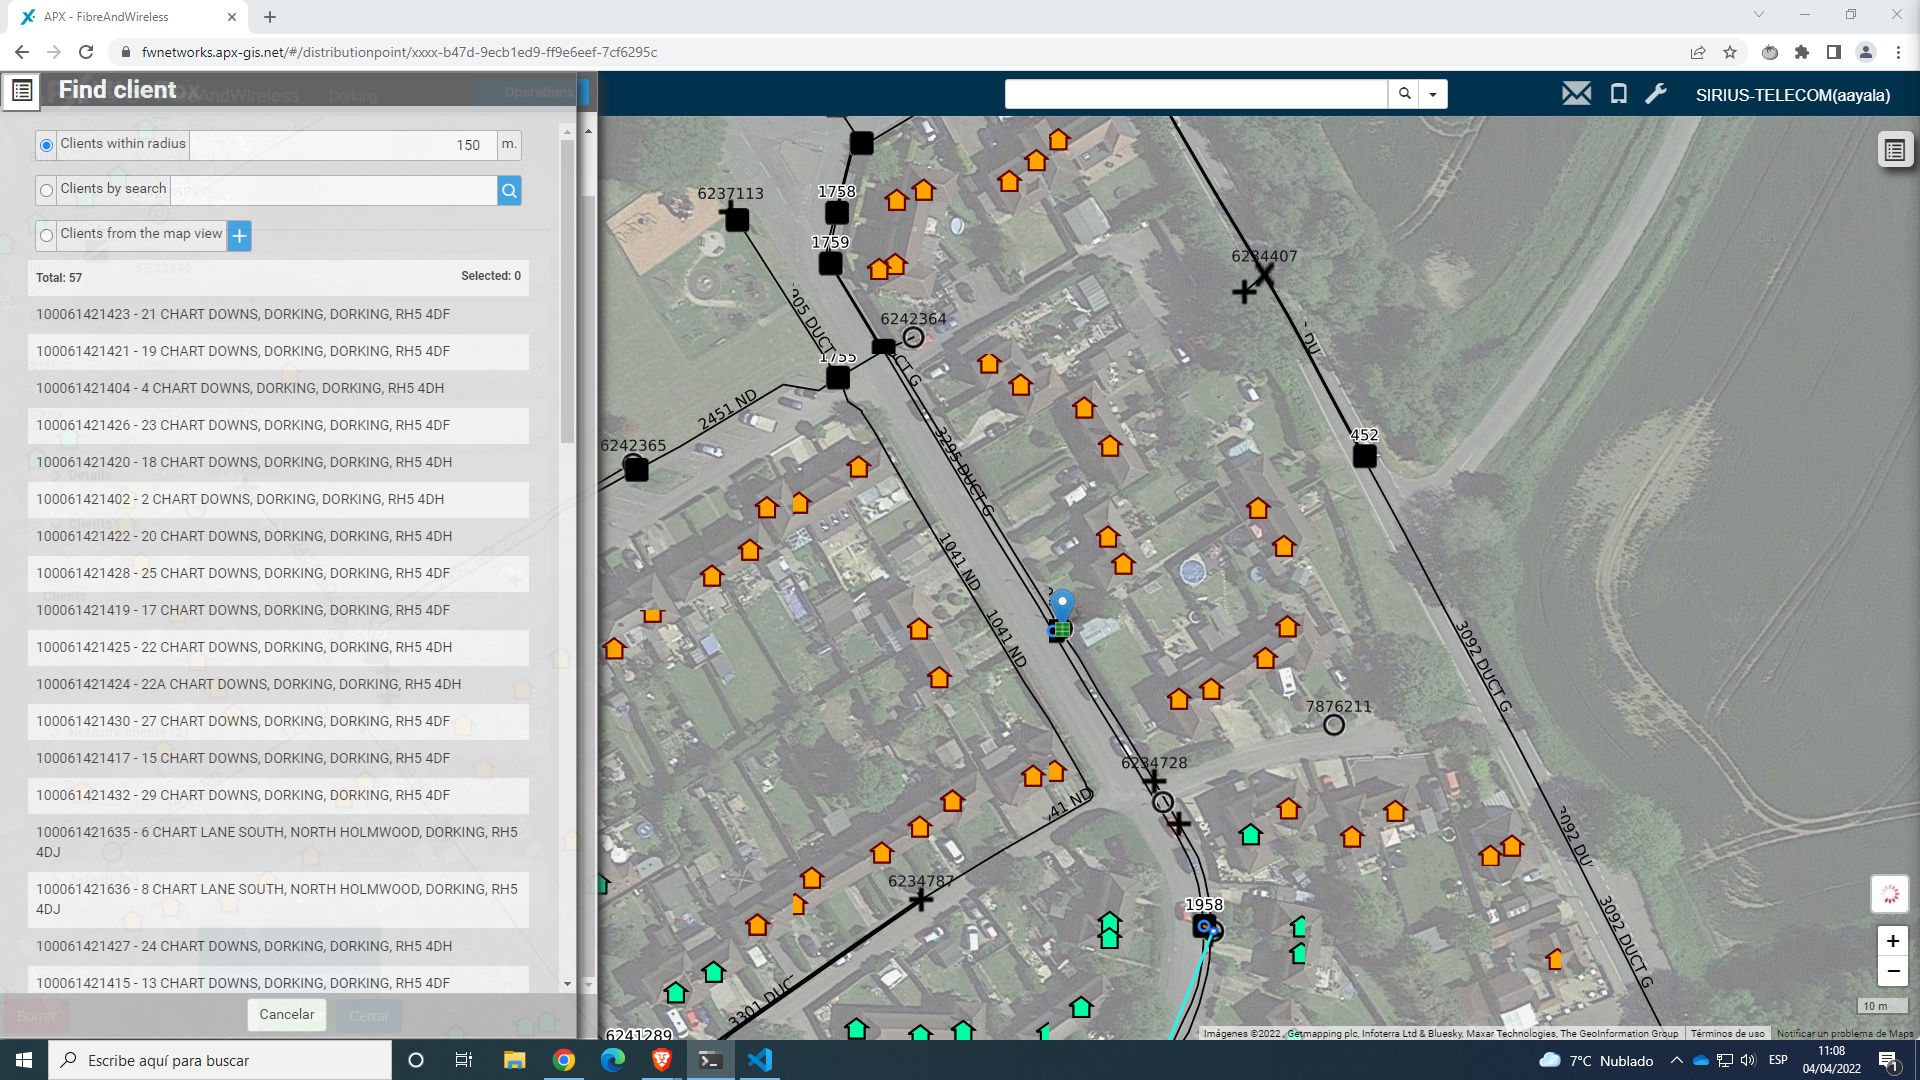 APX - FibreAndWireless
fwnetworks.apx-gis.net/#/distributionpoint/xxxx-b47d-9ecb1ed9-ff9e6eef-7cf6295c
Find client
Dorking
Operations
SIRIUS-TELECOM(aayala)
Clients within radius 150 m.
Clients by search
Clients from the map view
Total: 57 Selected: 0
100061421423 - 21 CHART DOWNS, DORKING, DORKING, RH5 4DF
100061421421 - 19 CHART DOWNS, DORKING, DORKING, RH5 4DF
100061421404 - 4 CHART DOWNS, DORKING, DORKING, RH5 4DH
100061421426 - 23 CHART DOWNS, DORKING, DORKING, RH5 4DF
100061421420 - 18 CHART DOWNS, DORKING, DORKING, RH5 4DH
100061421402 - 2 CHART DOWNS, DORKING, DORKING, RH5 4DH
100061421422 - 20 CHART DOWNS, DORKING, DORKING, RH5 4DH
100061421428 - 25 CHART DOWNS, DORKING, DORKING, RH5 4DF
100061421419 - 17 CHART DOWNS, DORKING, DORKING, RH5 4DF
100061421425 - 22 CHART DOWNS, DORKING, DORKING, RH5 4DH
100061421424 - 22A CHART DOWNS, DORKING, DORKING, RH5 4DH
100061421430 - 27 CHART DOWNS, DORKING, DORKING, RH5 4DF
100061421417 - 15 CHART DOWNS, DORKING, DORKING, RH5 4DF
100061421432 - 29 CHART DOWNS, DORKING, DORKING, RH5 4DF
100061421635 - 6 CHART LANE SOUTH, NORTH HOLMWOOD, DORKING, RH5
4DJ
100061421636 - 8 CHART LANE SOUTH, NORTH HOLMWOOD, DORKING, RH5
4DJ
100061421427 - 24 CHART DOWNS, DORKING, DORKING, RH5 4DH
100061421415 - 13 CHART DOWNS, DORKING, DORKING, RH5 4DF
Borrar
Cancelar
Cerrar
6237113
1758
1759
6234407
6242364
905 DUCT
CT G
1755
2451 ND
6242365
3295 DUCT G
452
1041 ND
1041 ND
3092 DUCT G
7876211
6234728
41 ND
3092 DU
6234787
1958
3092 DUCT G
3301 DUC
6241289
10 m
Imágenes ©2022 , Getmapping plc, Infoterra Ltd & Bluesky, Maxar Technologies, The GeoInformation Group
Términos de uso
Notificar un problema de Maps
Escribe aquí para buscar
7°C Nublado
ESP
11:08
04/04/2022
1